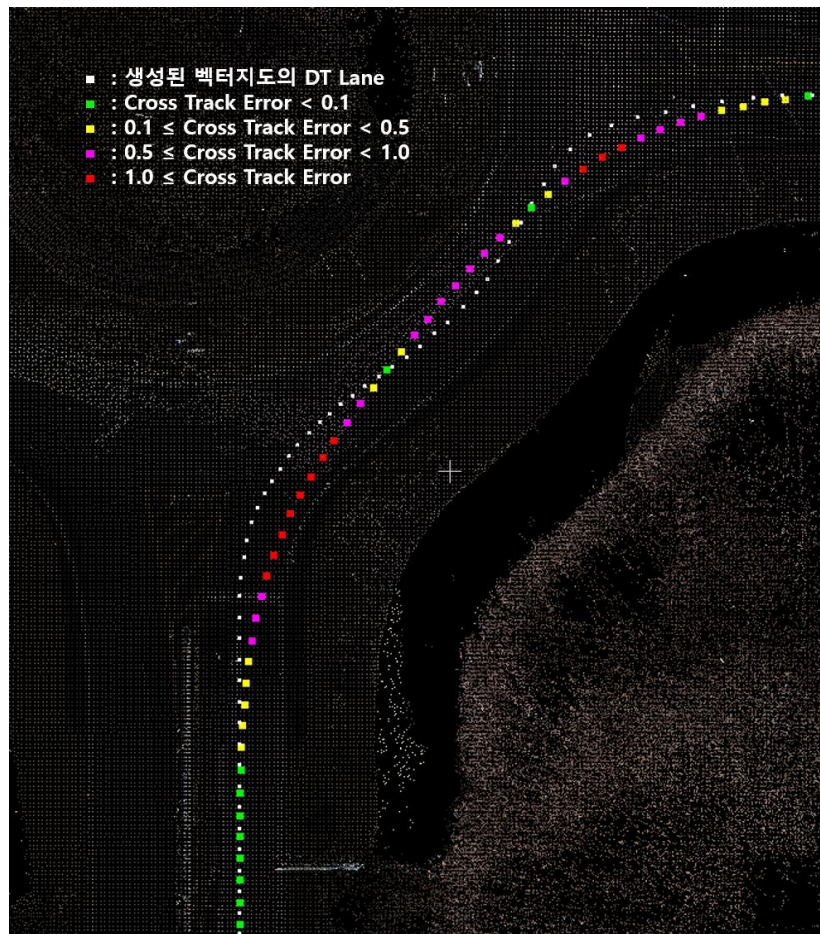 : 생성된 벡터지도의 DT Lane
: Cross Track Error < 0.1
: 0.1 ≤ Cross Track Error < 0.5
: 0.5 ≤ Cross Track Error < 1.0
: 1.0 ≤ Cross Track Error